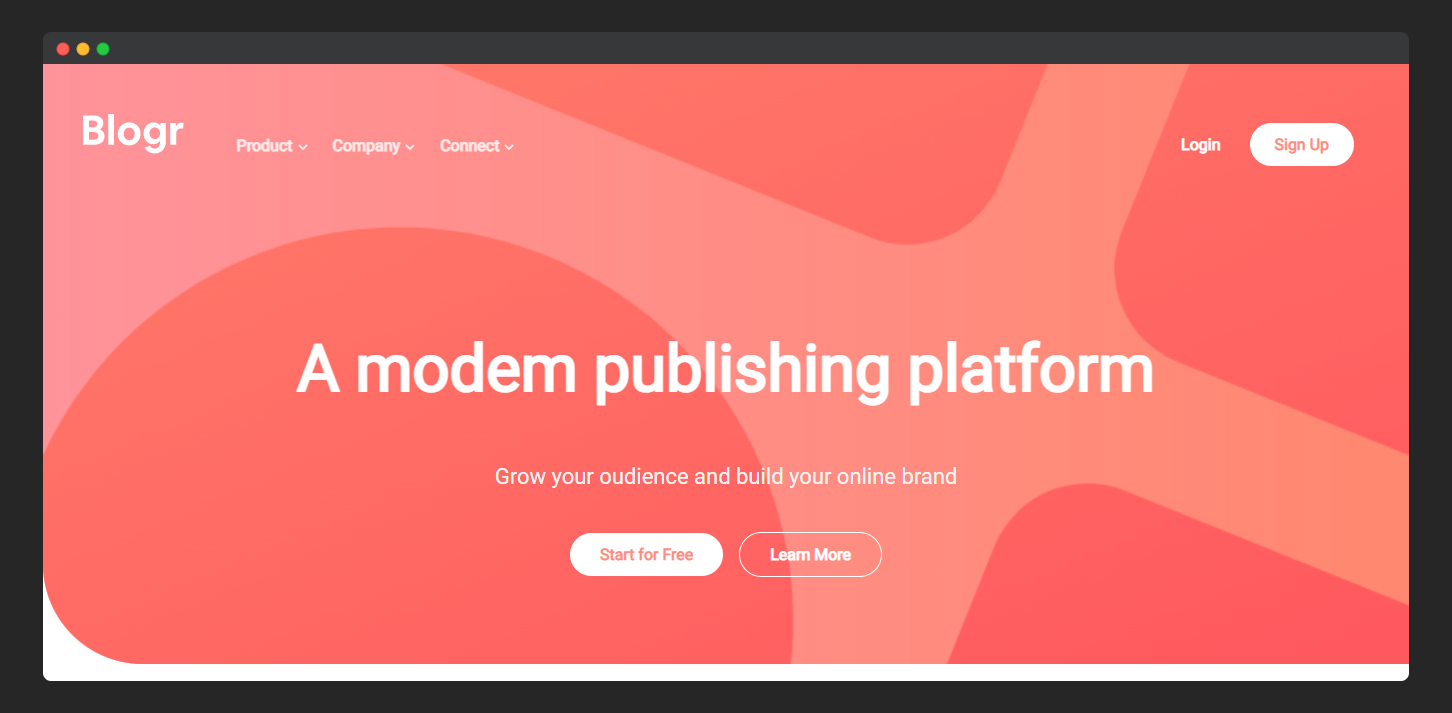 Blogr
Product Company Connect
Login Sign Up
A modem publishing platform
Grow your oudience and build your online brand
Start for Free Learn More